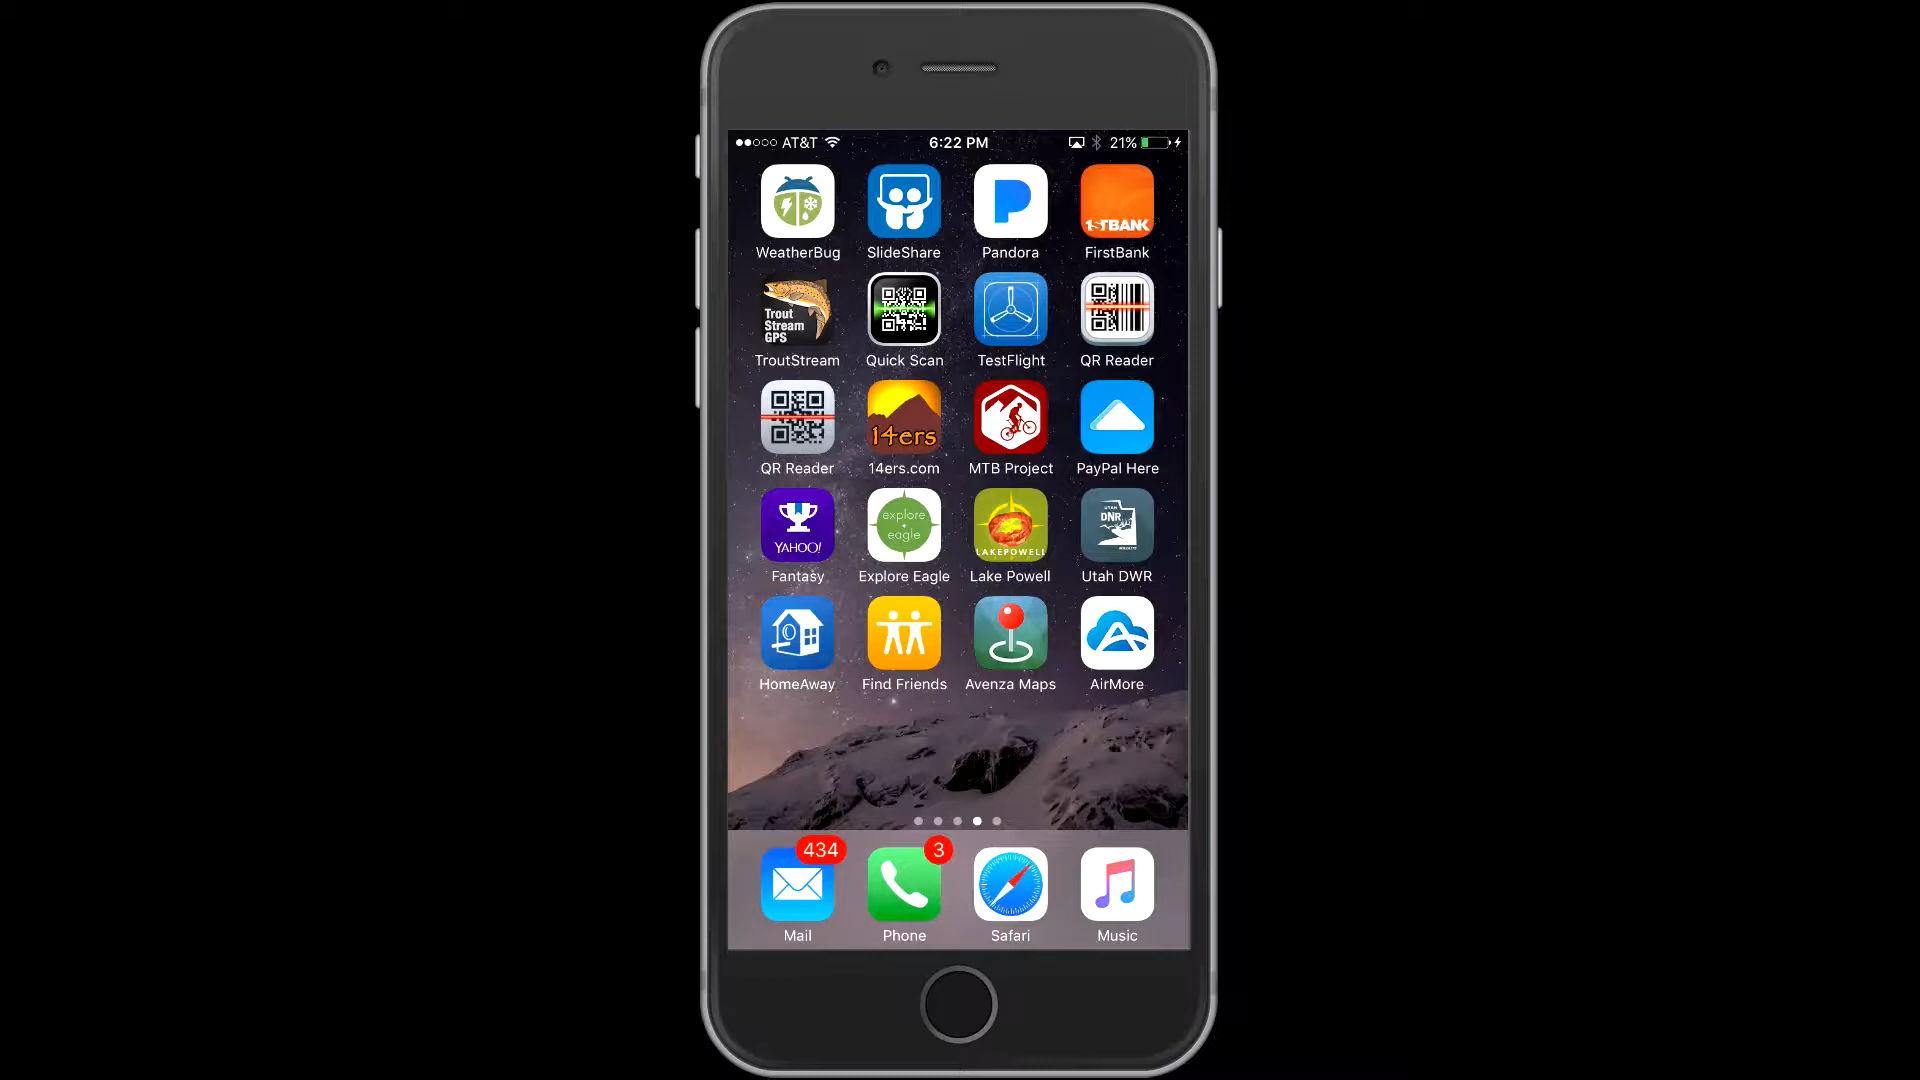 AT&T 6:22 PM 21%
1STBANK
WeatherBug SlideShare Pandora FirstBank
Trout
Stream
GPS
TroutStream Quick Scan TestFlight QR Reader
14ers
QR Reader 14ers.com MTB Project PayPal Here
YAHOO!
explore
eagle
LAKEPOWELL
UTAH
DNR
Fantasy Explore Eagle Lake Powell Utah DWR
HomeAway Find Friends Avenza Maps AirMore
434 3
Mail Phone Safari Music